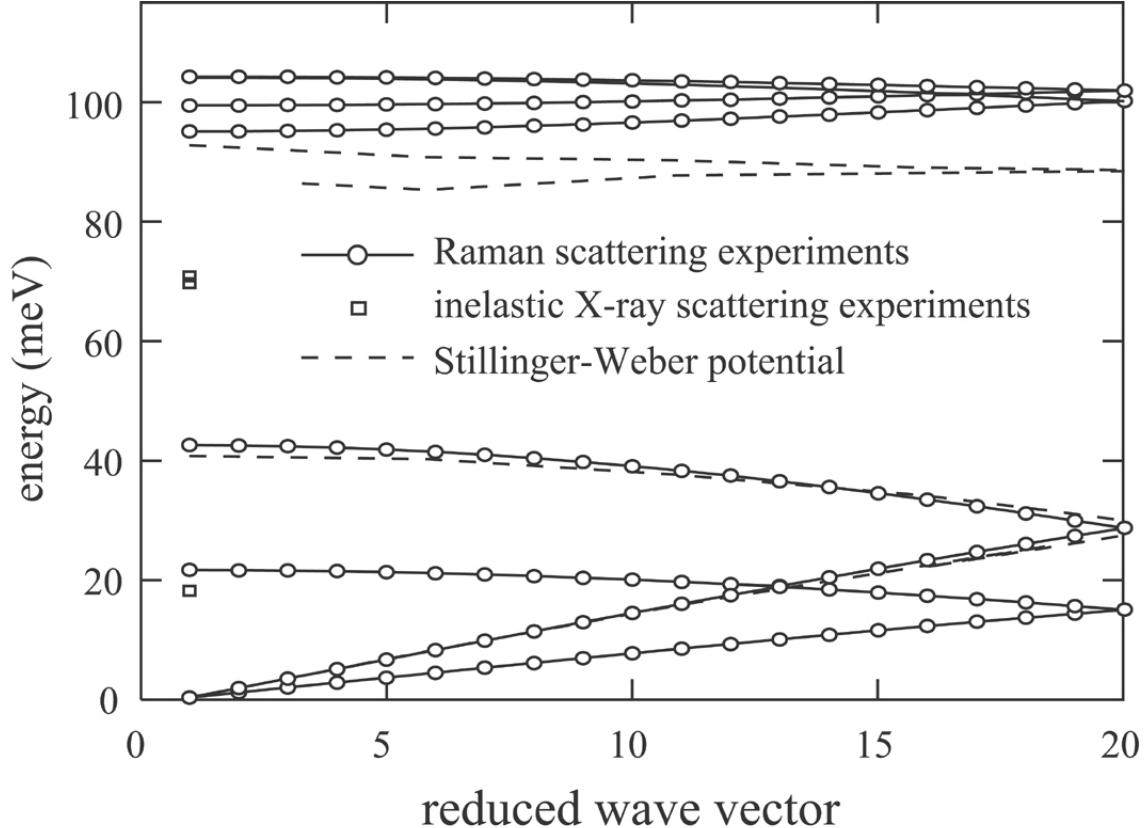 100
80
60
40
20
0
energy (meV)
Raman scattering experiments
inelastic X-ray scattering experiments
Stillinger-Weber potential
0 5 10 15 20
reduced wave vector